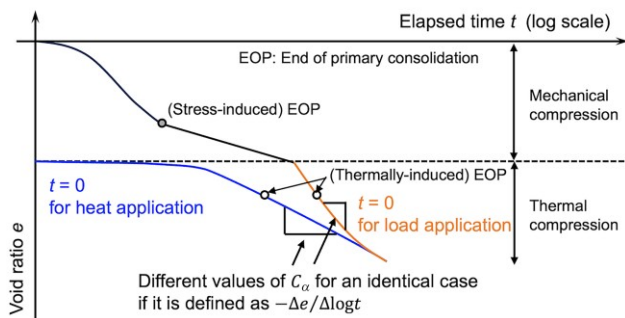 Elapsed time t (log scale)
EOP: End of primary consolidation
(Stress-induced) EOP
Mechanical
compression
(Thermally-induced) EOP
t = 0
for heat application
t = 0
for load application
Thermal
compression
Void ratio e
Different values of Cα for an identical case
if it is defined as −Δe/Δlogt